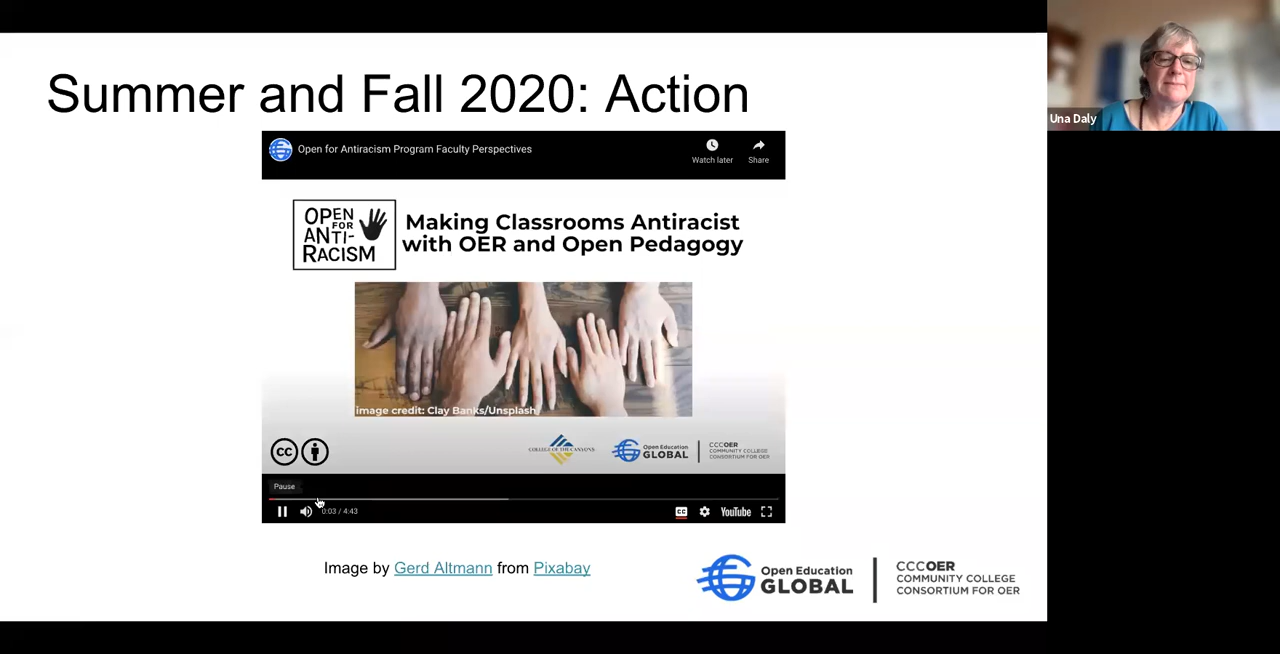 Summer and Fall 2020: Action
Una Daly
Open for Antiracism Program Faculty Perspectives
Watch later
Share
OPEN
FOR
ANTI-
RACISM
Making Classrooms Antiracist
with OER and Open Pedagogy
image credit: Clay Banks/Unsplash
cc
COLLEGE OF THE CANYONS
Open Education
GLOBAL
CCCOER
COMMUNITY COLLEGE
CONSORTIUM FOR OER
Pause
0:03 / 4:43
CC
YouTube
Image by Gerd Altmann from Pixabay
Open Education
GLOBAL
CCCOER
COMMUNITY COLLEGE
CONSORTIUM FOR OER